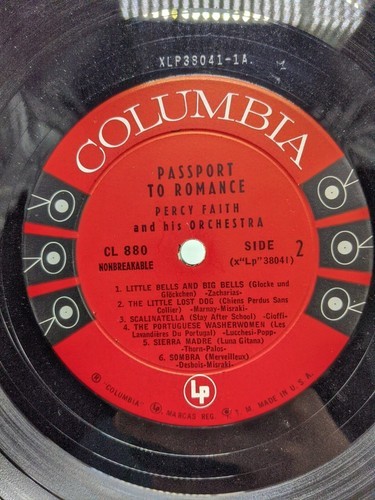 XLP38041-1A. 2
COLUMBIA
PASSPORT
TO ROMANCE
PERCY FAITH
and his ORCHESTRA
CL 880
NONBREAKABLE
SIDE 2
(x"Lp"38041)
1. LITTLE BELLS AND BIG BELLS (Glocke und
Glöckchen) -Zacharias-
2. THE LITTLE LOST DOG (Chiens Perdus Sans
Collier) -Marnay-Misraki-
3. SCALINATELLA (Stay After School) -Cioffi-
4. THE PORTUGUESE WASHERWOMEN (Les
Lavandières Du Portugal) -Lucchesi-Popp-
5. SIERRA MADRE (Luna Gitana)
-Thorn-Palos-
6. SOMBRA (Merveilleux)
-Desbois-Misraki-
Lp
® "COLUMBIA" ® MARCAS REG. ® T. M. MADE IN U.S.A.